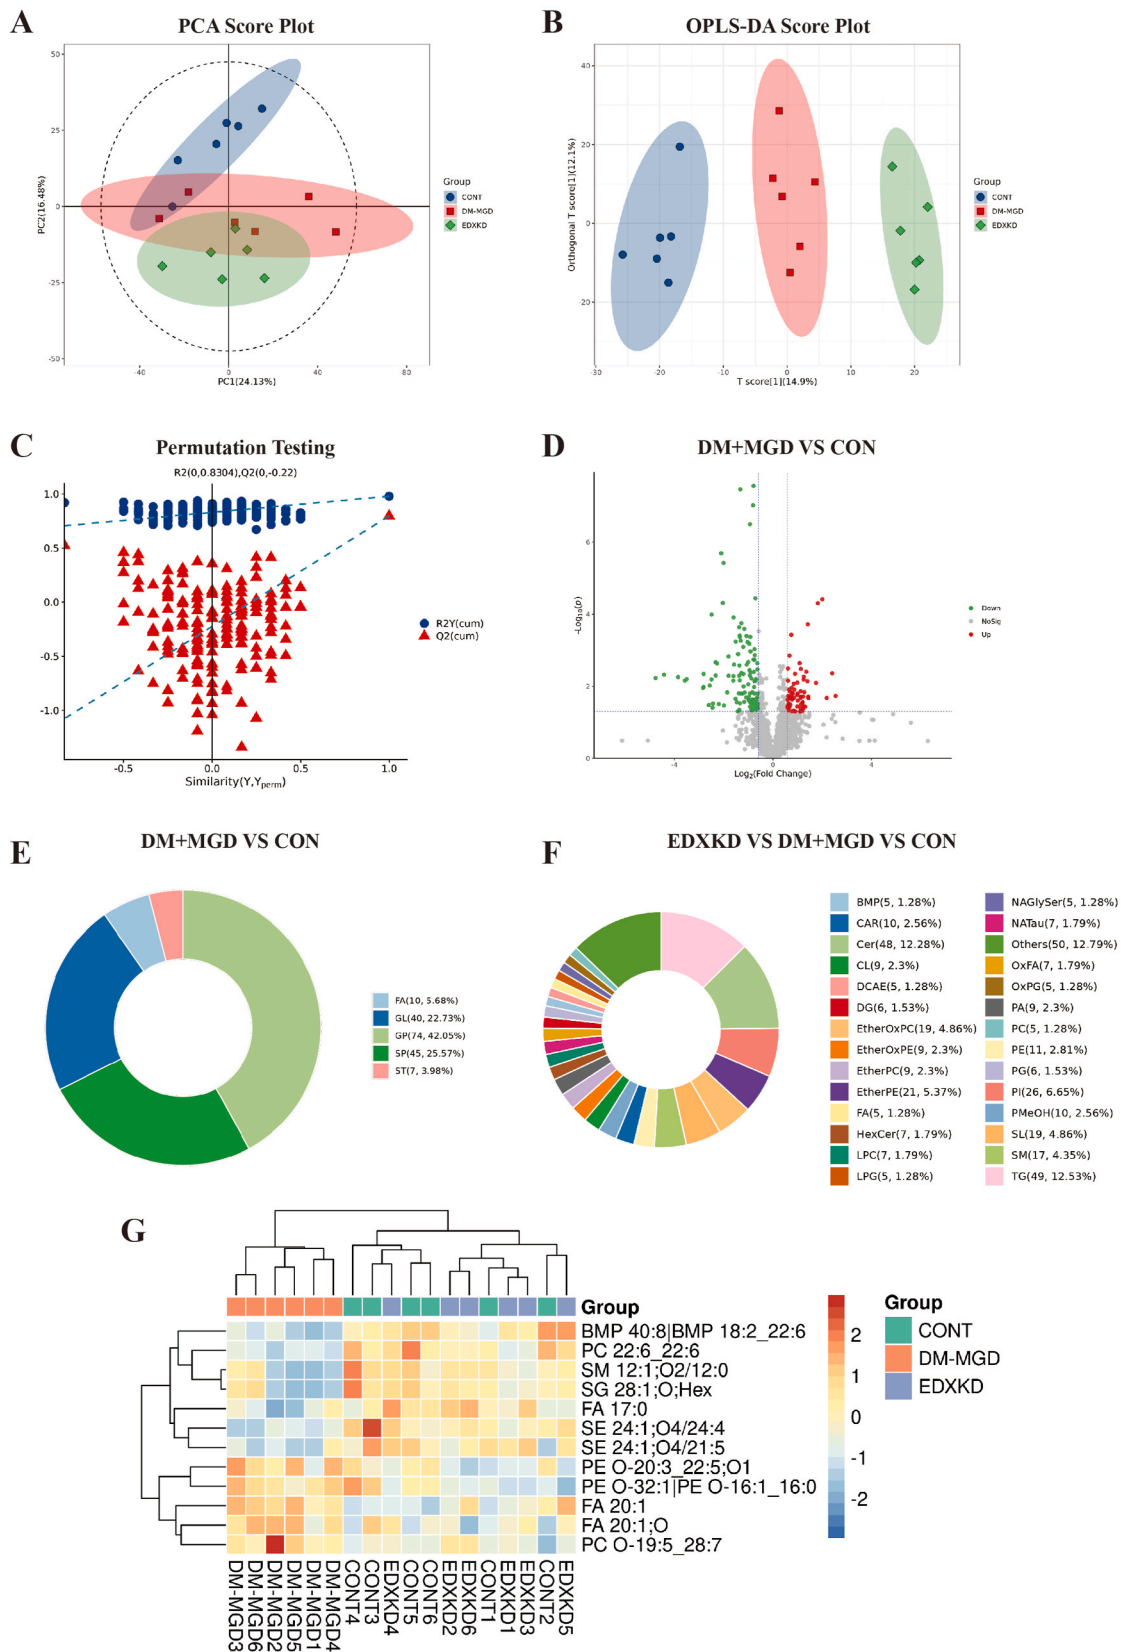 A
PCA Score Plot
50
25
0
-25
-50
-40
0
40
80
PC2(16.48%)
PC1(24.13%)
Group
CONT
DM-MGD
EDXKD
B
OPLS-DA Score Plot
40
20
0
-20
-30
-20
-10
0
10
20
Orthogonal T score[1](12.1%)
T score[1](14.9%)
Group
CONT
DM-MGD
EDXKD
C
Permutation Testing
R2(0,0.8304),Q2(0,-0.22)
1.0
0.5
0.0
-0.5
-1.0
-0.5
0.0
0.5
1.0
Similarity(Y,Yperm)
R2Y(cum)
Q2(cum)
D
DM+MGD VS CON
6
4
2
0
-4
0
4
-Log10(p)
Log2(Fold Change)
Down
NoSig
Up
E
DM+MGD VS CON
FA(10, 5.68%)
GL(40, 22.73%)
GP(74, 42.05%)
SP(45, 25.57%)
ST(7, 3.98%)
F
EDXKD VS DM+MGD VS CON
BMP(5, 1.28%)
CAR(10, 2.56%)
Cer(48, 12.28%)
CL(9, 2.3%)
DCAE(5, 1.28%)
DG(6, 1.53%)
EtherOxPC(19, 4.86%)
EtherOxPE(9, 2.3%)
EtherPC(9, 2.3%)
EtherPE(21, 5.37%)
FA(5, 1.28%)
HexCer(7, 1.79%)
LPC(7, 1.79%)
LPG(5, 1.28%)
NAGlySer(5, 1.28%)
NATau(7, 1.79%)
Others(50, 12.79%)
OxFA(7, 1.79%)
OxPG(5, 1.28%)
PA(9, 2.3%)
PC(5, 1.28%)
PE(11, 2.81%)
PG(6, 1.53%)
PI(26, 6.65%)
PMeOH(10, 2.56%)
SL(19, 4.86%)
SM(17, 4.35%)
TG(49, 12.53%)
G
Group
BMP 40:8|BMP 18:2_22:6
PC 22:6_22:6
SM 12:1;O2/12:0
SG 28:1;O;Hex
FA 17:0
SE 24:1;O4/24:4
SE 24:1;O4/21:5
PE O-20:3_22:5;O1
PE O-32:1|PE O-16:1_16:0
FA 20:1
FA 20:1;O
PC O-19:5_28:7
DM-MGD3
DM-MGD6
DM-MGD2
DM-MGD5
DM-MGD1
DM-MGD4
CONT4
CONT3
EDXKD4
CONT5
CONT6
EDXKD2
EDXKD6
CONT1
EDXKD1
EDXKD3
CONT2
EDXKD5
2
1
0
-1
-2
Group
CONT
DM-MGD
EDXKD